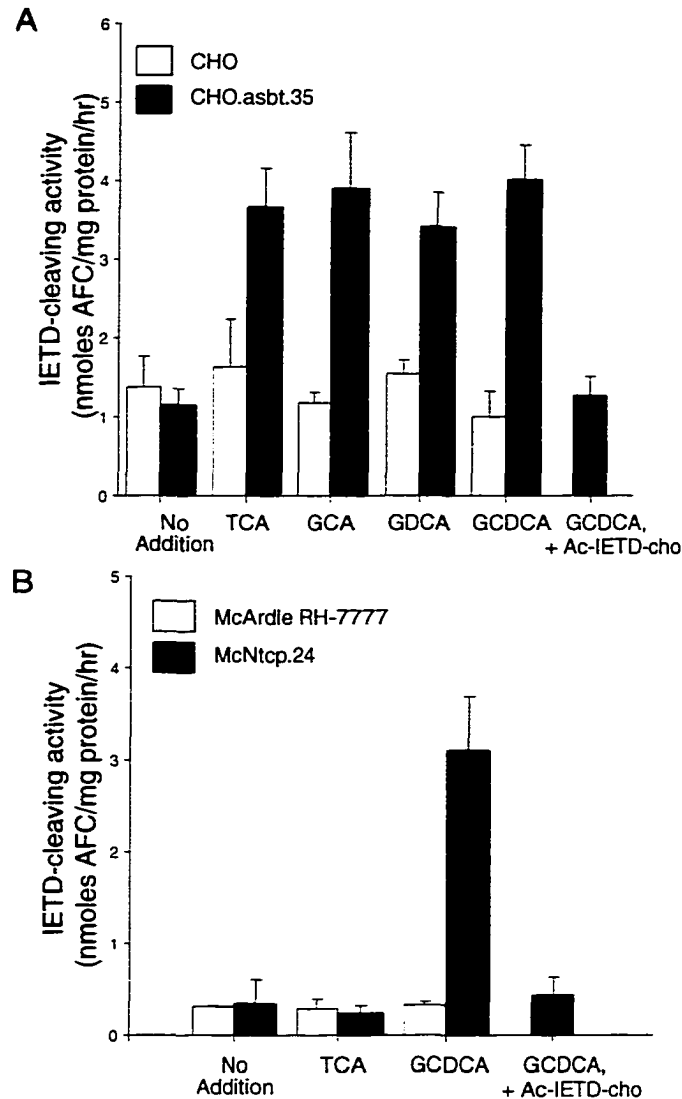 A
6
5
4
3
2
1
0
IETD-cleaving activity
(nmoles AFC/mg protein/hr)
CHO
CHO.asbt.35
No
Addition
TCA
GCA
GDCA
GCDCA
GCDCA,
+ Ac-IETD-cho
B
5
4
3
2
1
0
IETD-cleaving activity
(nmoles AFC/mg protein/hr)
McArdle RH-7777
McNtcp.24
No
Addition
TCA
GCDCA
GCDCA,
+ Ac-IETD-cho